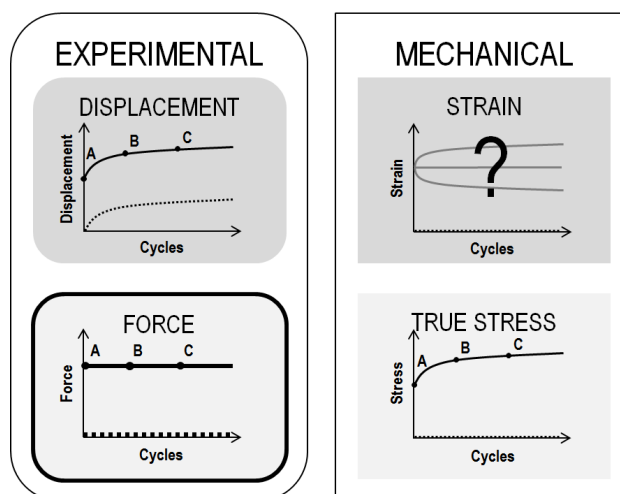 EXPERIMENTAL
DISPLACEMENT
Displacement
A
B
C
Cycles
FORCE
Force
A
B
C
Cycles
MECHANICAL
STRAIN
Strain
?
Cycles
TRUE STRESS
Stress
A
B
C
Cycles